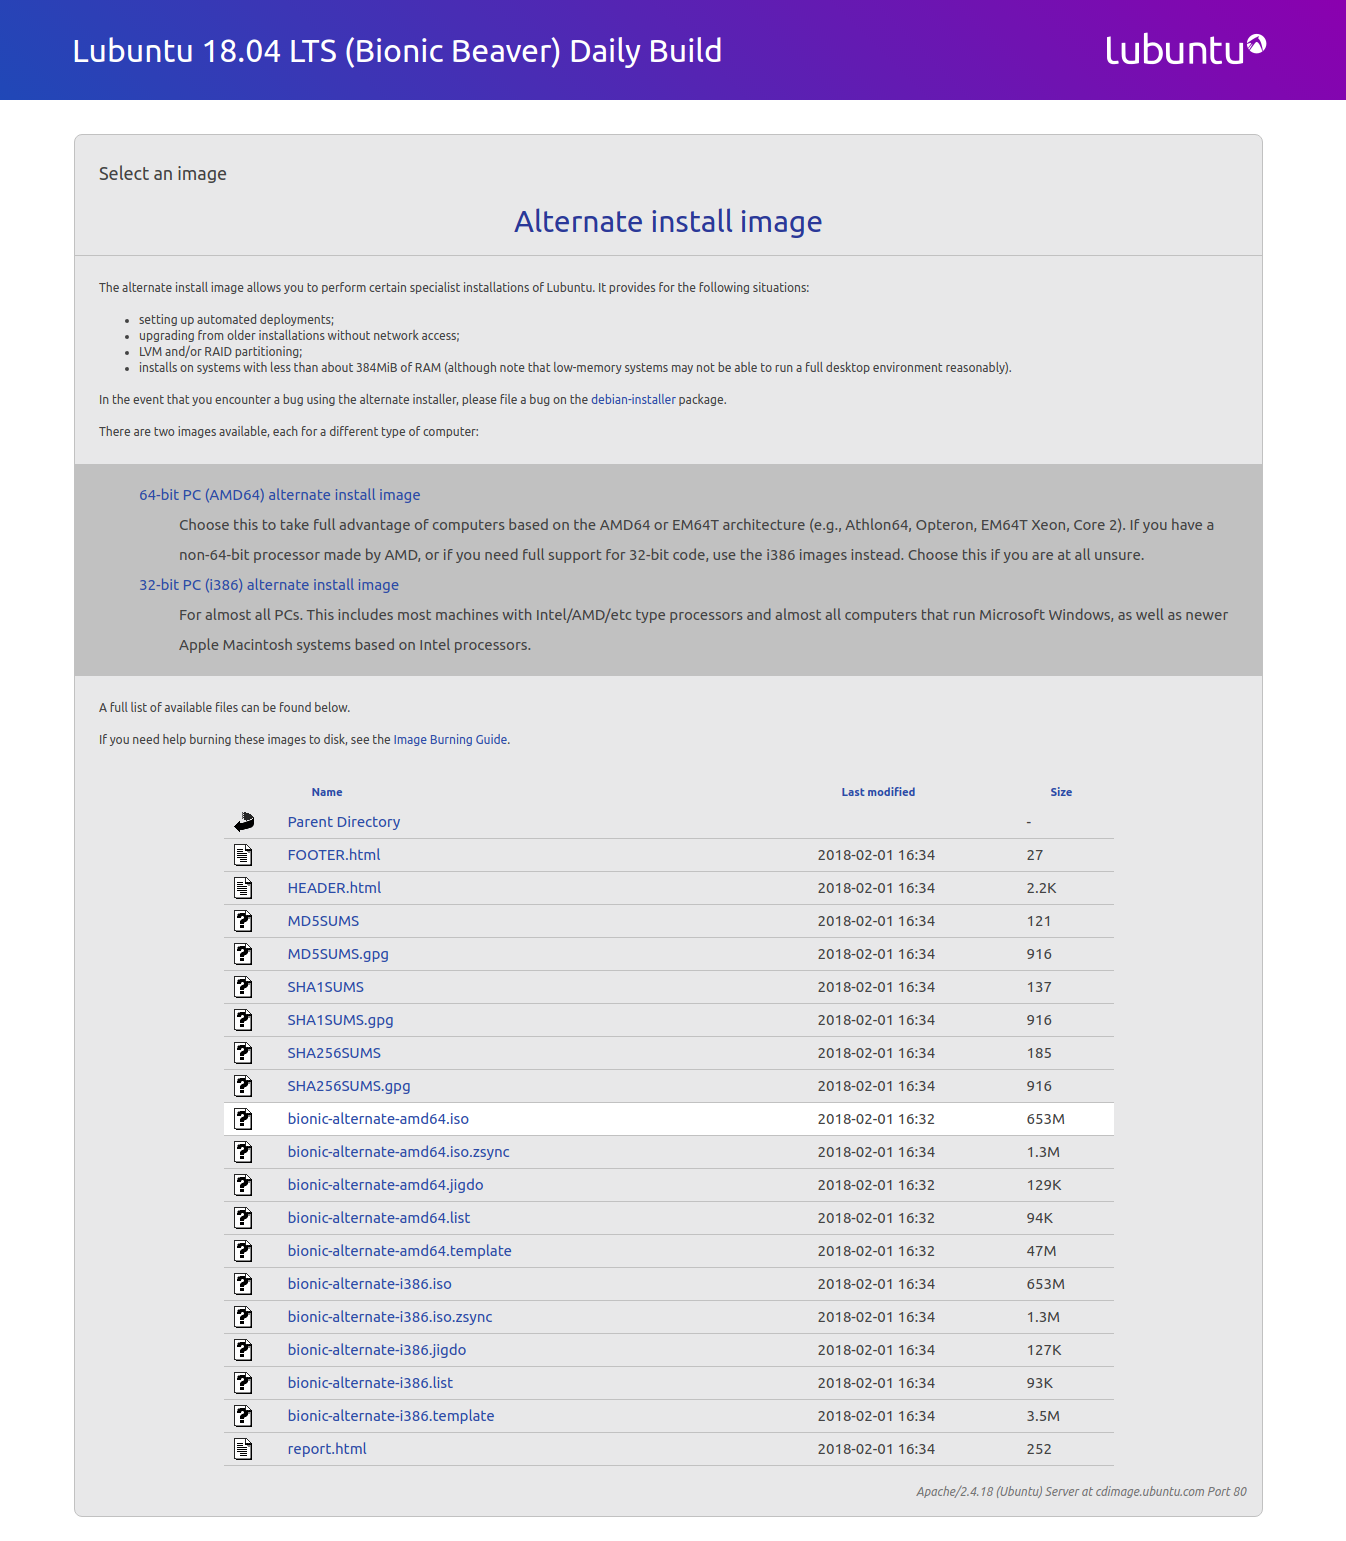 Lubuntu 18.04 LTS (Bionic Beaver) Daily Build
lubuntu
Select an image
Alternate install image
The alternate install image allows you to perform certain specialist installations of Lubuntu. It provides for the following situations:
• setting up automated deployments;
• upgrading from older installations without network access;
• LVM and/or RAID partitioning;
• installs on systems with less than about 384MiB of RAM (although note that low-memory systems may not be able to run a full desktop environment reasonably).
In the event that you encounter a bug using the alternate installer, please file a bug on the debian-installer package.
There are two images available, each for a different type of computer:
64-bit PC (AMD64) alternate install image
Choose this to take full advantage of computers based on the AMD64 or EM64T architecture (e.g., Athlon64, Opteron, EM64T Xeon, Core 2). If you have a
non-64-bit processor made by AMD, or if you need full support for 32-bit code, use the i386 images instead. Choose this if you are at all unsure.
32-bit PC (i386) alternate install image
For almost all PCs. This includes most machines with Intel/AMD/etc type processors and almost all computers that run Microsoft Windows, as well as newer
Apple Macintosh systems based on Intel processors.
A full list of available files can be found below.
If you need help burning these images to disk, see the Image Burning Guide.
Name Last modified Size
Parent Directory -
FOOTER.html 2018-02-01 16:34 27
HEADER.html 2018-02-01 16:34 2.2K
MD5SUMS 2018-02-01 16:34 121
MD5SUMS.gpg 2018-02-01 16:34 916
SHA1SUMS 2018-02-01 16:34 137
SHA1SUMS.gpg 2018-02-01 16:34 916
SHA256SUMS 2018-02-01 16:34 185
SHA256SUMS.gpg 2018-02-01 16:34 916
bionic-alternate-amd64.iso 2018-02-01 16:32 653M
bionic-alternate-amd64.iso.zsync 2018-02-01 16:34 1.3M
bionic-alternate-amd64.jigdo 2018-02-01 16:32 129K
bionic-alternate-amd64.list 2018-02-01 16:32 94K
bionic-alternate-amd64.template 2018-02-01 16:32 47M
bionic-alternate-i386.iso 2018-02-01 16:34 653M
bionic-alternate-i386.iso.zsync 2018-02-01 16:34 1.3M
bionic-alternate-i386.jigdo 2018-02-01 16:34 127K
bionic-alternate-i386.list 2018-02-01 16:34 93K
bionic-alternate-i386.template 2018-02-01 16:34 3.5M
report.html 2018-02-01 16:34 252
Apache/2.4.18 (Ubuntu) Server at cdimage.ubuntu.com Port 80